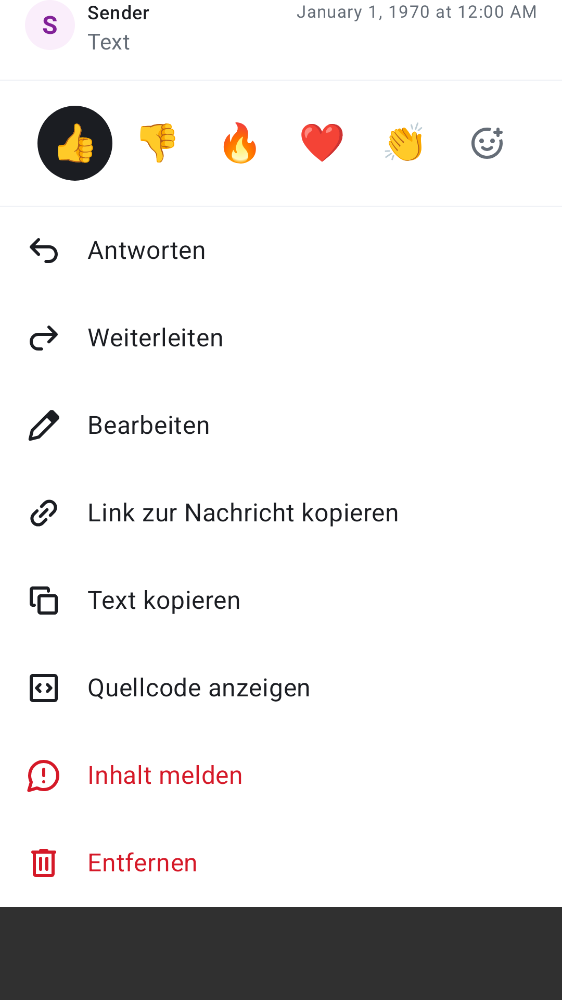 S
Sender
January 1, 1970 at 12:00 AM
Text
Antworten
Weiterleiten
Bearbeiten
Link zur Nachricht kopieren
Text kopieren
Quellcode anzeigen
Inhalt melden
Entfernen